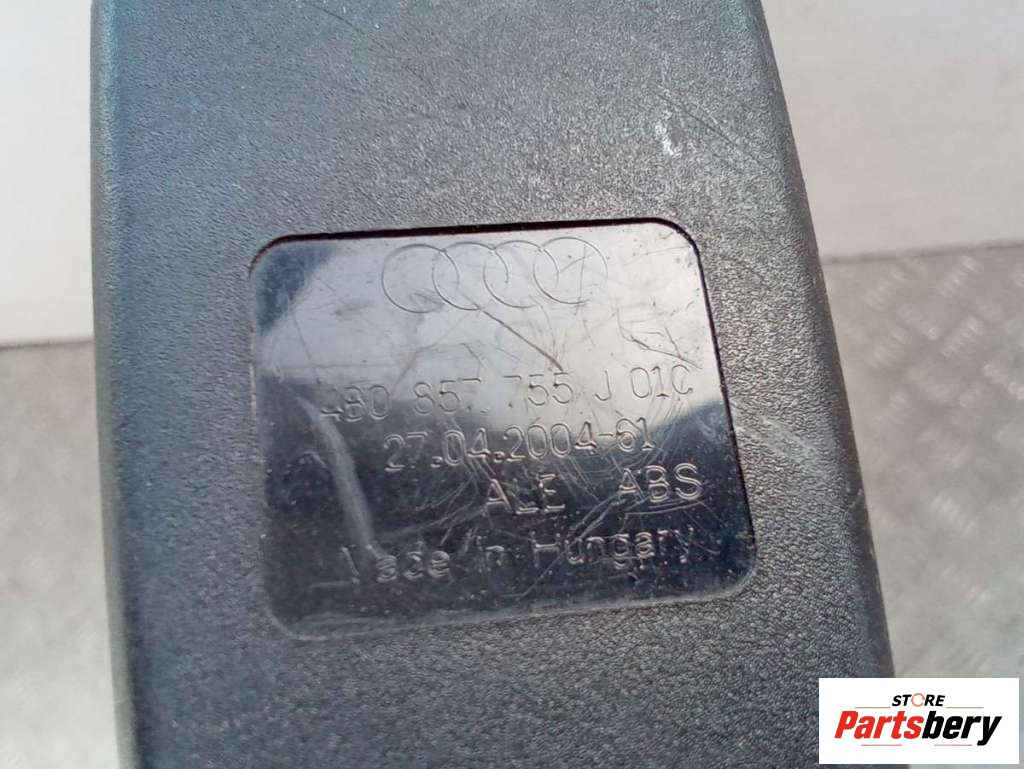 4B0 857 755 J 01C
27.04.2004-61
ALE ABS
Made in Hungary
STORE
Partsbery